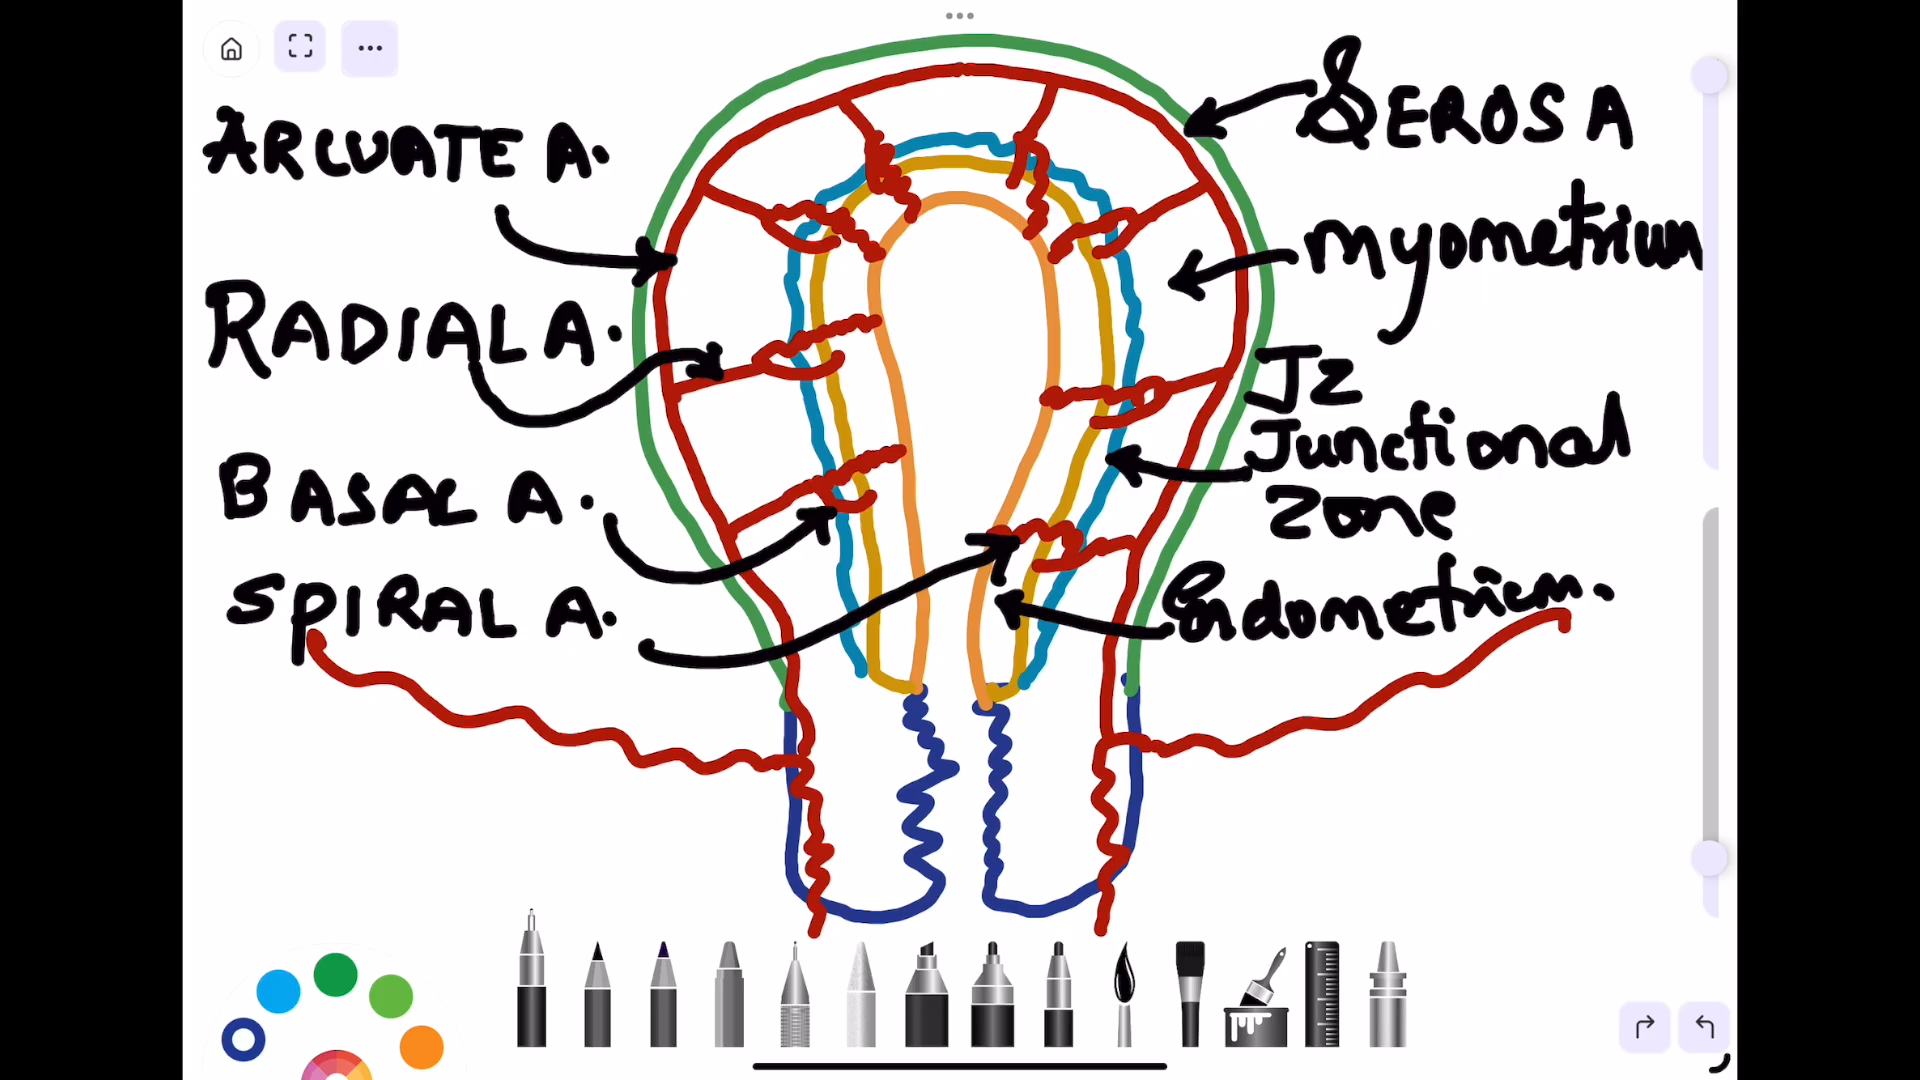 ARCUATE A.
RADIAL A.
BASAL A.
SPIRAL A.
SEROSA
myometrium
JZ
Junctional
Zone
Endometrium.